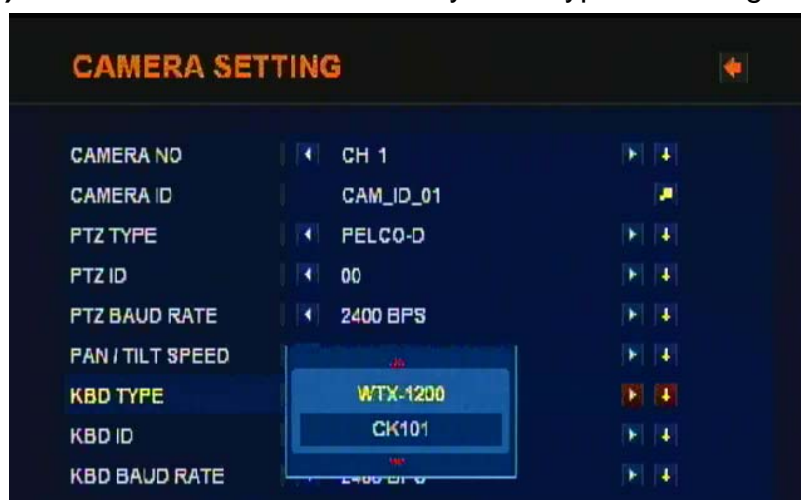 CAMERA SETTING
CAMERA NO CH 1
CAMERA ID CAM_ID_01
PTZ TYPE PELCO-D
PTZ ID 00
PTZ BAUD RATE 2400 BPS
PAN / TILT SPEED
KBD TYPE WTX-1200
KBD ID CK101
KBD BAUD RATE